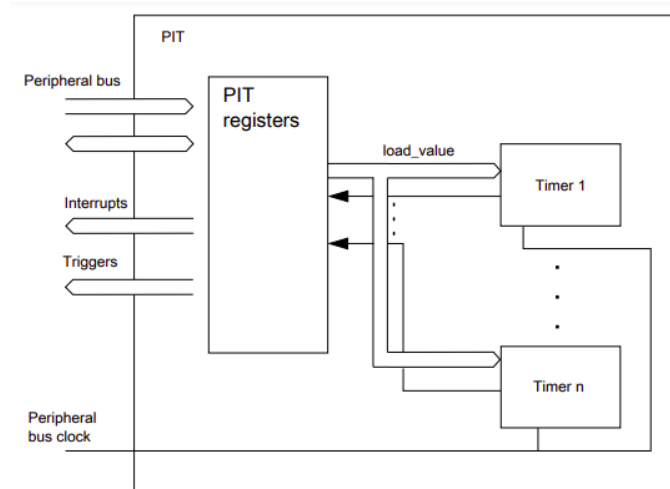 PIT
Peripheral bus
PIT
registers
load_value
Timer 1
Interrupts
Triggers
Timer n
Peripheral
bus clock